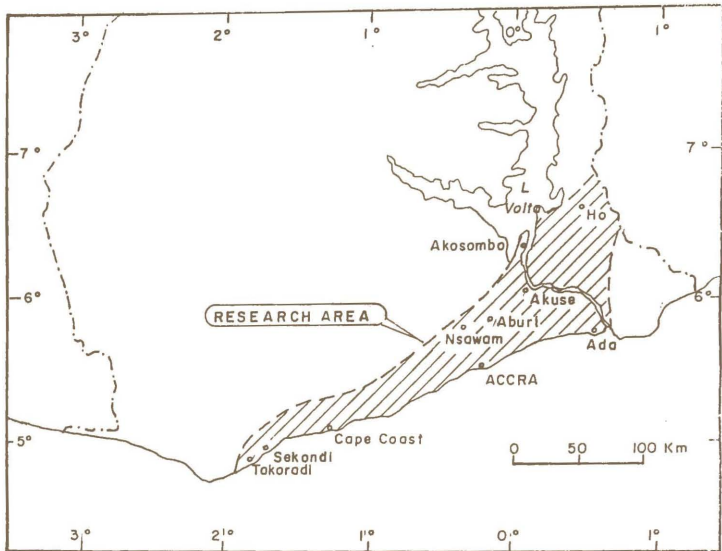 3° 2° 1° 0° 1°
7° 7°
L
Volta
Ho
Akosombo
6° 6°
Akuse
RESEARCH AREA
Aburi
Nsawam
Ada
ACCRA
5°
Cape Coast
Sekondi
Takoradi
0 50 100 Km
3° 2° 1° 0° 1°